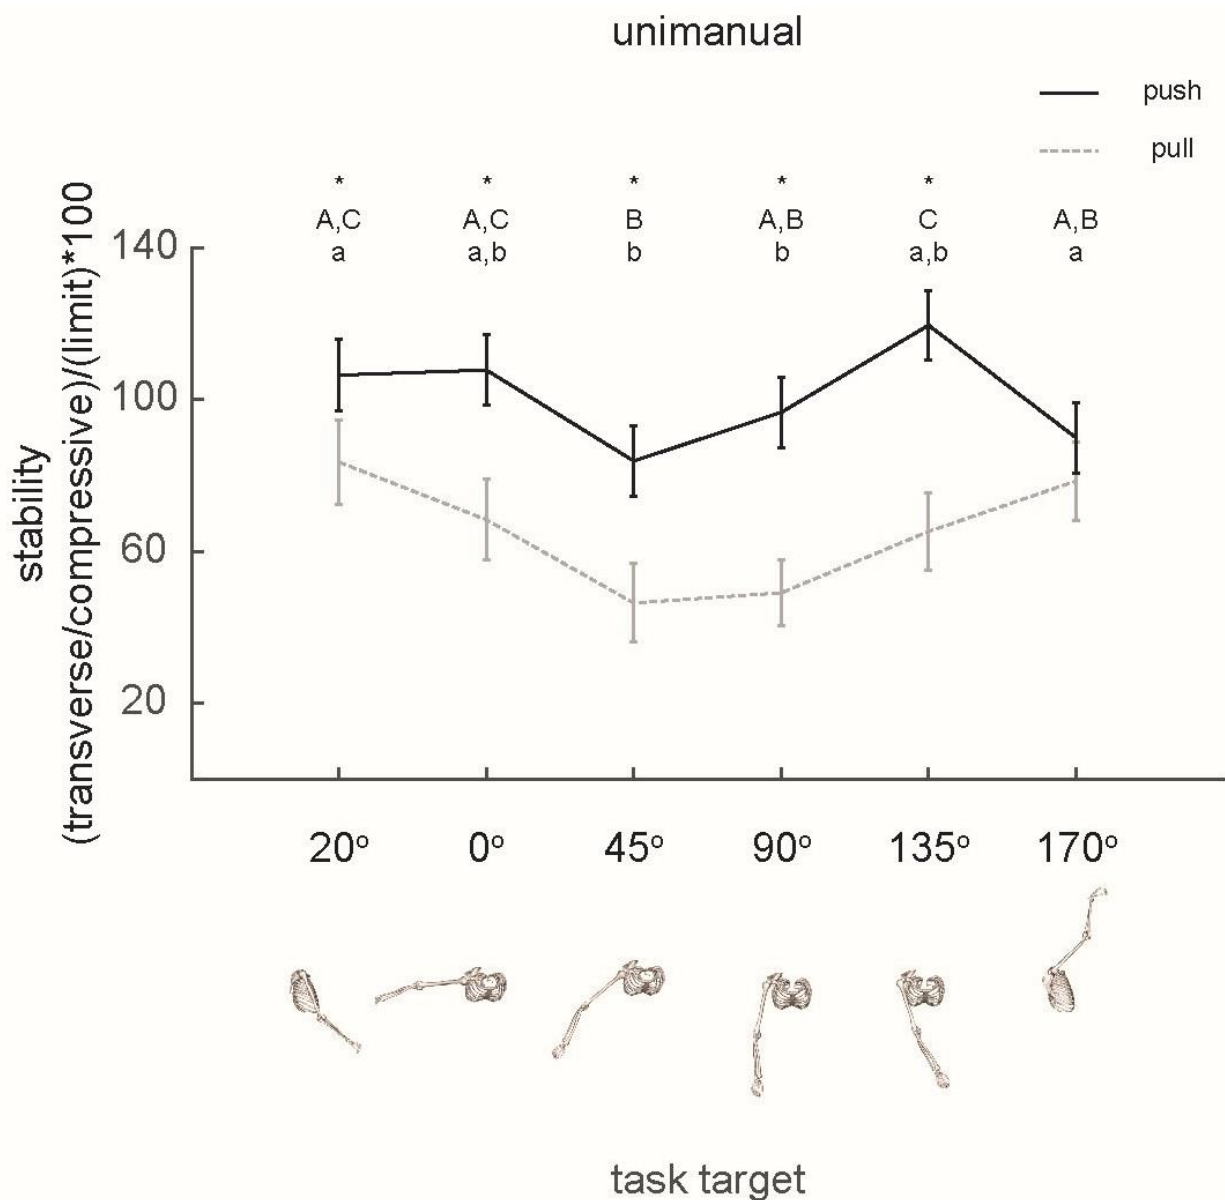 unimanual
push
pull
* * * * *
A,C A,C B A,B C A,B
a a,b b b a,b a
140
100
60
20
stability
(transverse/compressive)/(limit)*100
20° 0° 45° 90° 135° 170°
task target